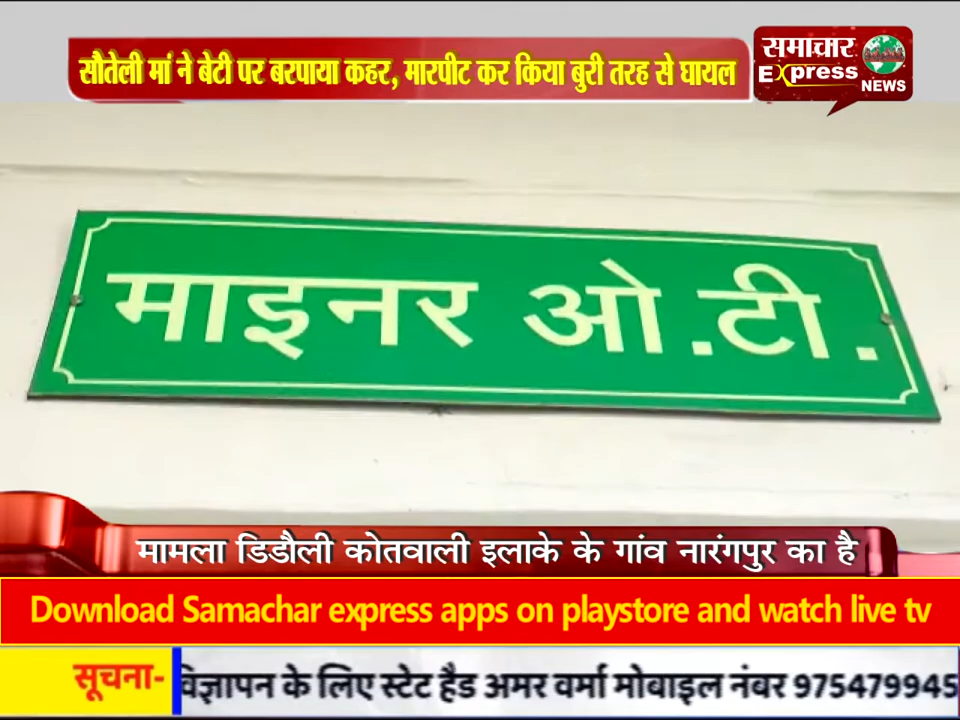 सौतेली मां ने बेटी पर बरपाया कहर, मारपीट कर किया बुरी तरह से घायल
समाचार
Express
NEWS
माइनर ओ.टी.
मामला डिडौली कोतवाली इलाके के गांव नारंगपुर का है
Download Samachar express apps on playstore and watch live tv
सूचना- विज्ञापन के लिए स्टेट हैड अमर वर्मा मोबाइल नंबर 975479945